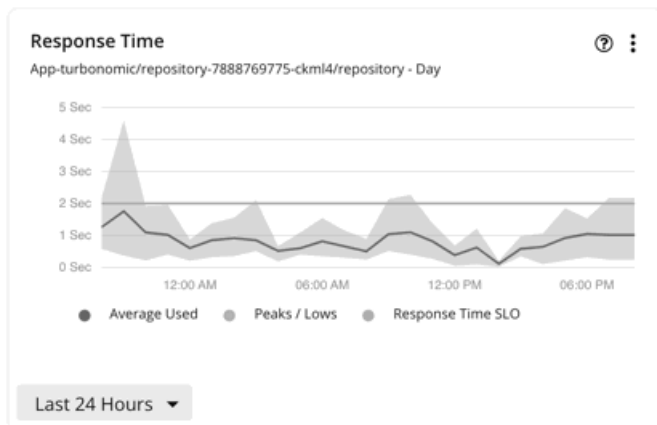 Response Time
App-turbonomic/repository-7888769775-ckml4/repository - Day
5 Sec
4 Sec
3 Sec
2 Sec
1 Sec
0 Sec
12:00 AM 06:00 AM 12:00 PM 06:00 PM
Average Used Peaks / Lows Response Time SLO
Last 24 Hours